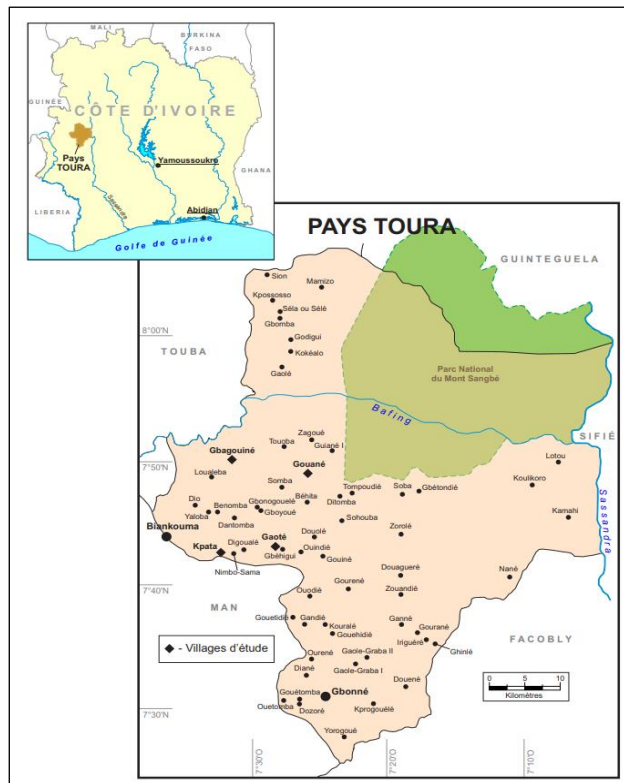 MALI
BURKINA
FASO
GUINÉE
CÔTE D'IVOIRE
Pays
TOURA
Yamoussoukro
Sassandra
GHANA
LIBERIA
Abidjan
Golfe de Guinée
PAYS TOURA
GUINTEGUELA
Sion
Mamizo
Kpossosso
Séla ou Sélé
Gbomba
8°00'N
Godigui
Kokéalo
TOUBA
Gaolé
Parc National
du Mont Sangbé
Bafing
SIFIÉ
Zagoué
Tougba
Guiané I
Gbagouiné
7°50'N
Lotou
Gouané
Loualeba
Koulikoro
Somba
Tompoudié
Soba
Gbétondié
Sassandra
Dio
Benomba
Gbonogouelé
Béhita
Ditomba
Yaloba
Gboyoué
Kamahi
Dantomba
Sohouba
Biankouma
Douolé
Zorolé
Kpata
Digoualé
Gaoté
Ouindié
Gbéhigui
Gouiné
Nimbo-Sama
Douagueré
7°40'N
Nané
Gourené
Zouandié
MAN
Ouodié
Gouetidié
Gandié
Ganné
Gourané
FACOBLY
Kouralé
Gouehidié
Iriguéré
Ghinié
- Villages d'étude
Ourené
Gaole-Graba II
Diané
Gaole-Graba I
Douené
0 5 10
Kilomètres
Gouétomba
Gbonné
Ouetomba
Dozoré
Kprogouélé
7°30'N
Yorogoué
7°30'O
7°20'O
7°10'O